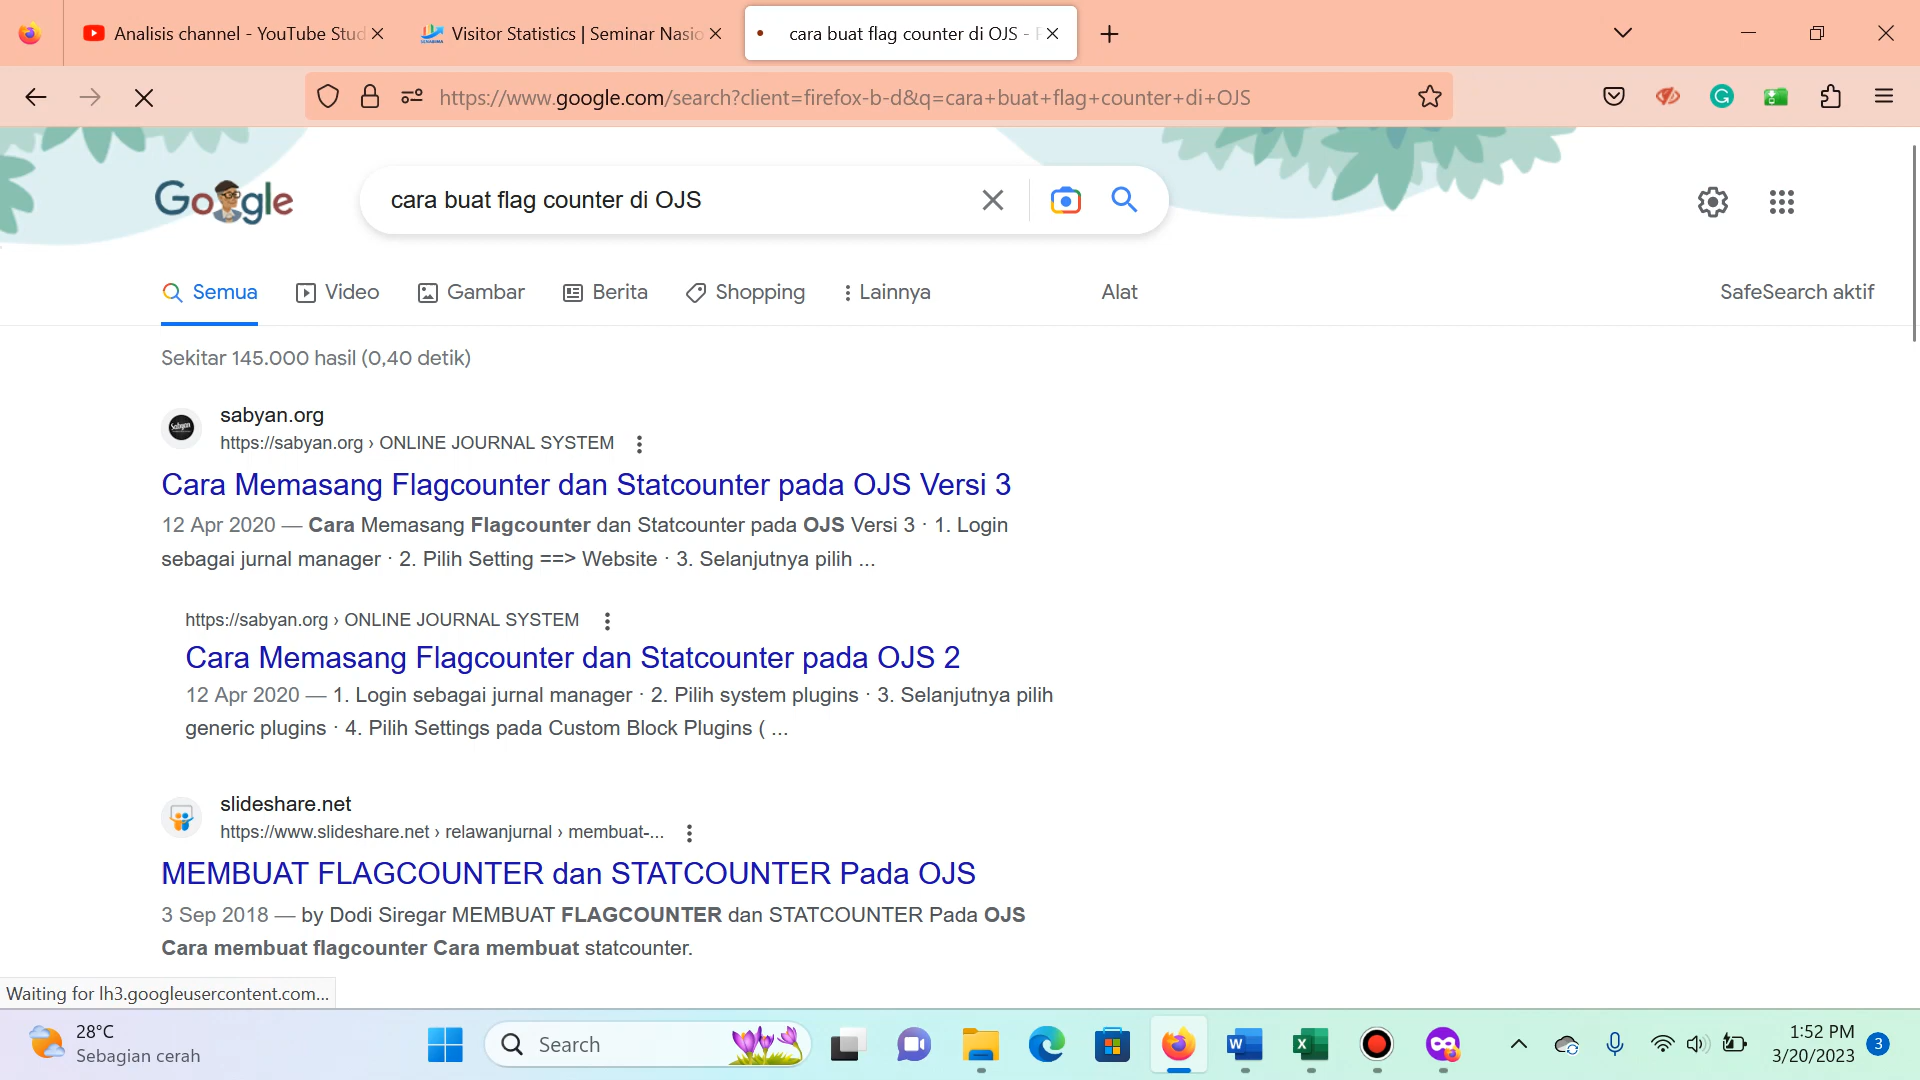 Analisis channel - YouTube Stud
Visitor Statistics | Seminar Nasio
cara buat flag counter di OJS -
https://www.google.com/search?client=firefox-b-d&q=cara+buat+flag+counter+di+OJS
Google
cara buat flag counter di OJS
Semua
Video
Gambar
Berita
Shopping
Lainnya
Alat
SafeSearch aktif
Sekitar 145.000 hasil (0,40 detik)
sabyan.org
https://sabyan.org › ONLINE JOURNAL SYSTEM
Cara Memasang Flagcounter dan Statcounter pada OJS Versi 3
12 Apr 2020 — Cara Memasang Flagcounter dan Statcounter pada OJS Versi 3 · 1. Login
sebagai jurnal manager · 2. Pilih Setting ==> Website · 3. Selanjutnya pilih ...
https://sabyan.org › ONLINE JOURNAL SYSTEM
Cara Memasang Flagcounter dan Statcounter pada OJS 2
12 Apr 2020 — 1. Login sebagai jurnal manager · 2. Pilih system plugins · 3. Selanjutnya pilih
generic plugins · 4. Pilih Settings pada Custom Block Plugins ( ...
slideshare.net
https://www.slideshare.net › relawanjurnal › membuat-...
MEMBUAT FLAGCOUNTER dan STATCOUNTER Pada OJS
3 Sep 2018 — by Dodi Siregar MEMBUAT FLAGCOUNTER dan STATCOUNTER Pada OJS
Cara membuat flagcounter Cara membuat statcounter.
Waiting for lh3.googleusercontent.com...
28°C
Sebagian cerah
Search
1:52 PM
3/20/2023
3